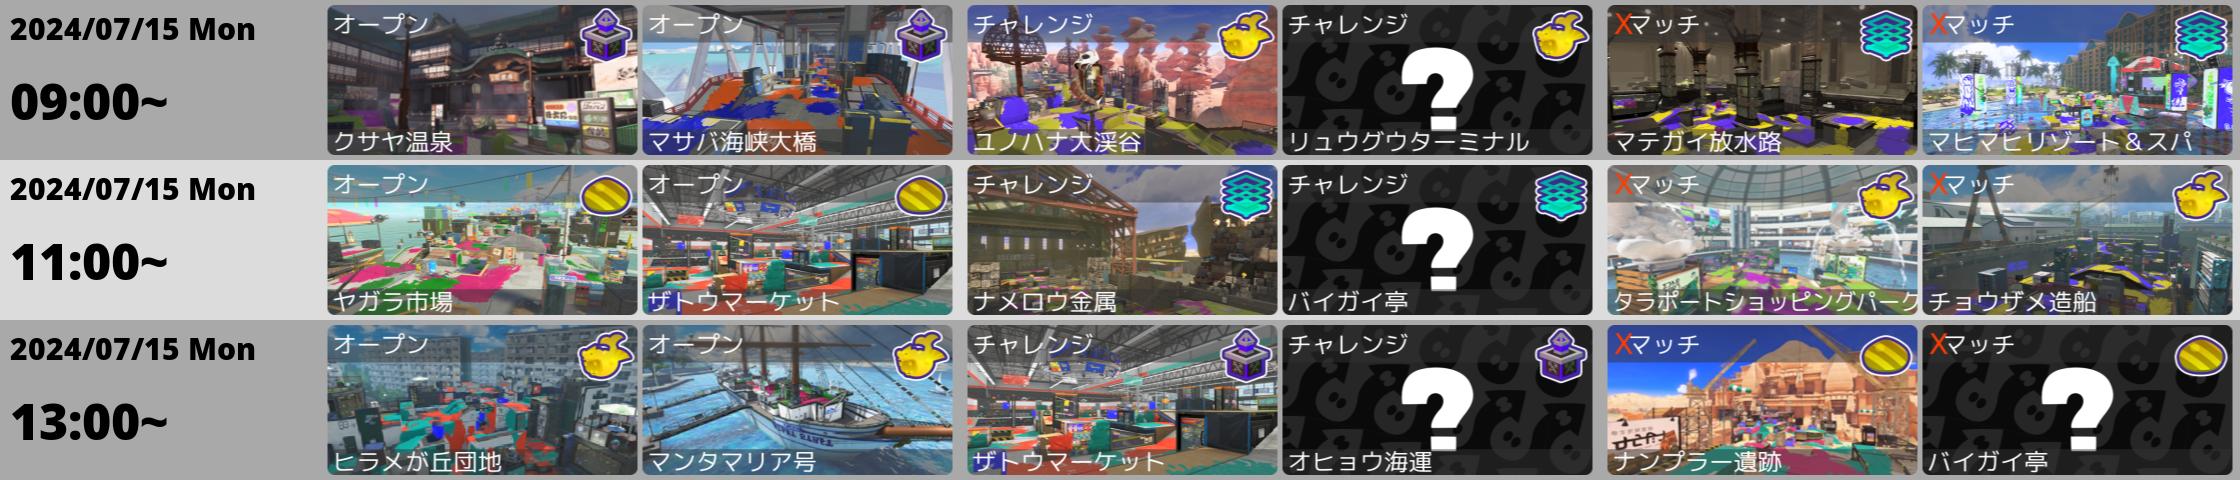 2024/07/15 Mon
09:00~
オープン
クサヤ温泉
オープン
マサバ海峡大橋
チャレンジ
ユノハナ大渓谷
チャレンジ
?
リュウグウターミナル
Xマッチ
マテガイ放水路
Xマッチ
マヒマヒリゾート＆スパ
2024/07/15 Mon
11:00~
オープン
ヤガラ市場
オープン
ザトウマーケット
チャレンジ
ナメロウ金属
チャレンジ
?
バイガイ亭
Xマッチ
タラポートショッピングパーク
Xマッチ
チョウザメ造船
2024/07/15 Mon
13:00~
オープン
ヒラメが丘団地
オープン
マンタマリア号
チャレンジ
ザトウマーケット
チャレンジ
?
オヒョウ海運
Xマッチ
ナンプラー遺跡
Xマッチ
?
バイガイ亭